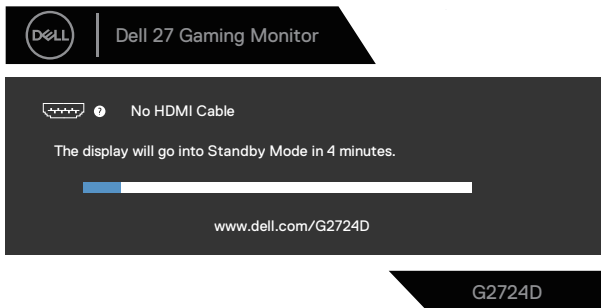 DELL
Dell 27 Gaming Monitor
? No HDMI Cable
The display will go into Standby Mode in 4 minutes.
www.dell.com/G2724D
G2724D